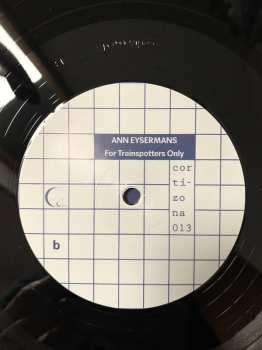 ANN EYSERMANS
For Trainspotters Only
cor
ti-
zo
na
013
b